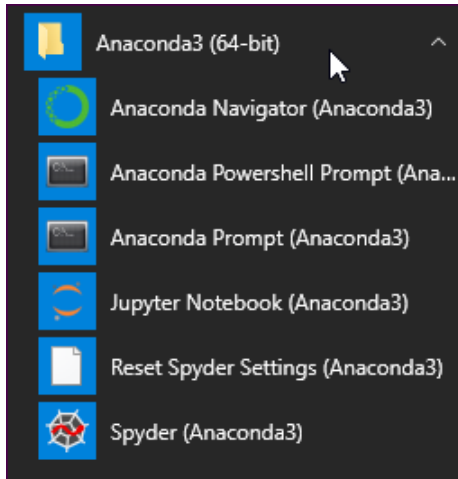 Anaconda3 (64-bit)
Anaconda Navigator (Anaconda3)
Anaconda Powershell Prompt (Ana...
Anaconda Prompt (Anaconda3)
Jupyter Notebook (Anaconda3)
Reset Spyder Settings (Anaconda3)
Spyder (Anaconda3)